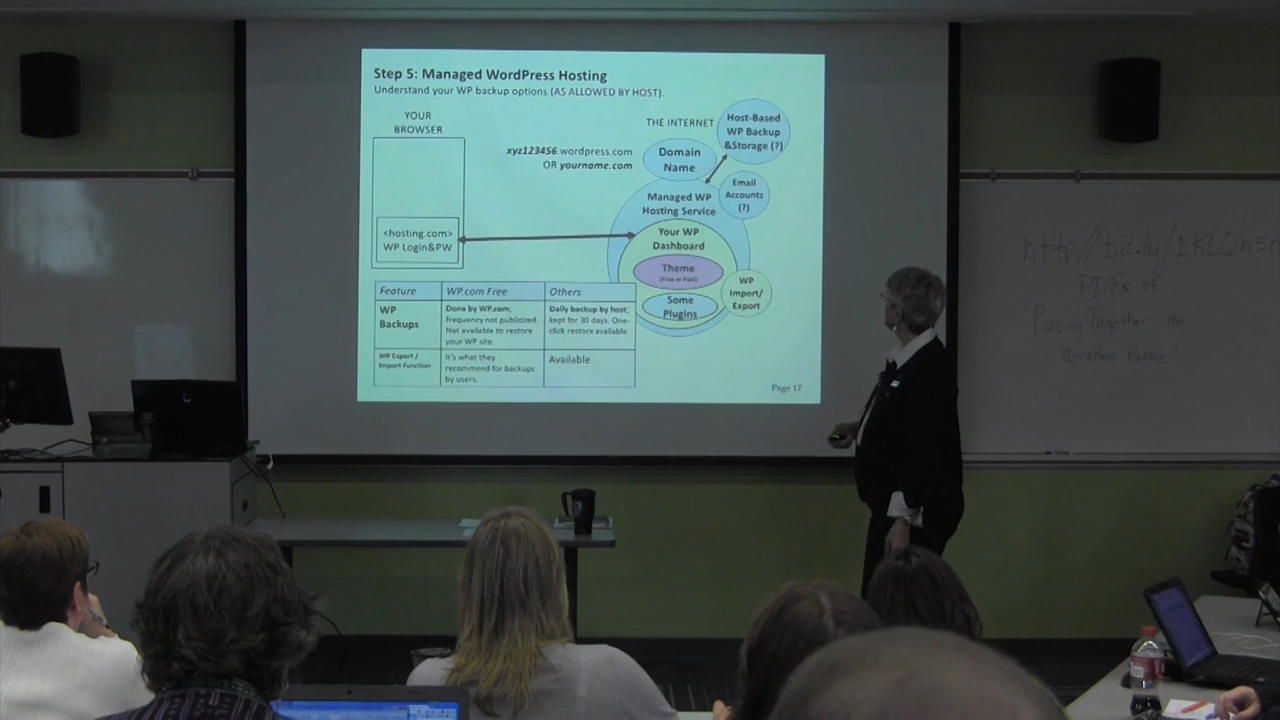 Step 5: Managed WordPress Hosting
Understand your WP backup options (AS ALLOWED BY HOST).
YOUR
BROWSER
<hosting.com>
WP Login&PW
xyz123456.wordpress.com
OR yourname.com
THE INTERNET
Host-Based
WP Backup
&Storage (?)
Domain
Name
Email
Accounts
(?)
Managed WP
Hosting Service
Your WP
Dashboard
Theme
(Free or Paid)
Some
Plugins
WP
Import/
Export
Feature WP.com Free Others
WP
Backups
Done by WP.com;
frequency not publicized.
Not available to restore
your WP site.
Daily backup by host,
kept for 30 days. One-
click restore available.
WP Export /
Import Function
It's what they
recommend for backups
by users.
Available.
Page 17
PDFs of
"Piecing Together the
WordPress Puzzle"